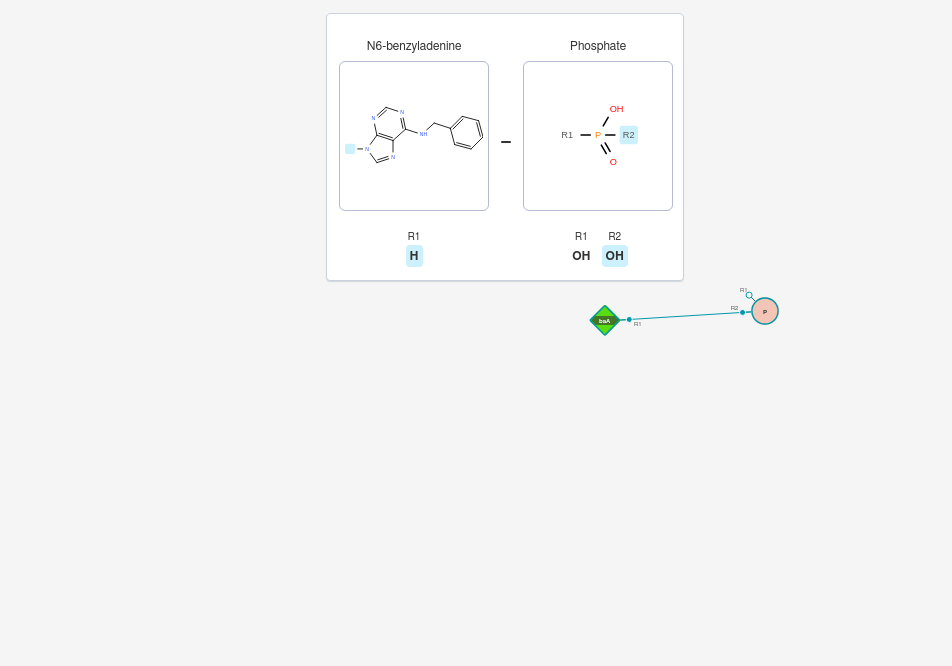 N6-benzyladenine
Phosphate
N
N
N
N
NH
OH
R1
P
R2
O
R1
H
R1 R2
OH OH
R1
R2
P
baA
R1